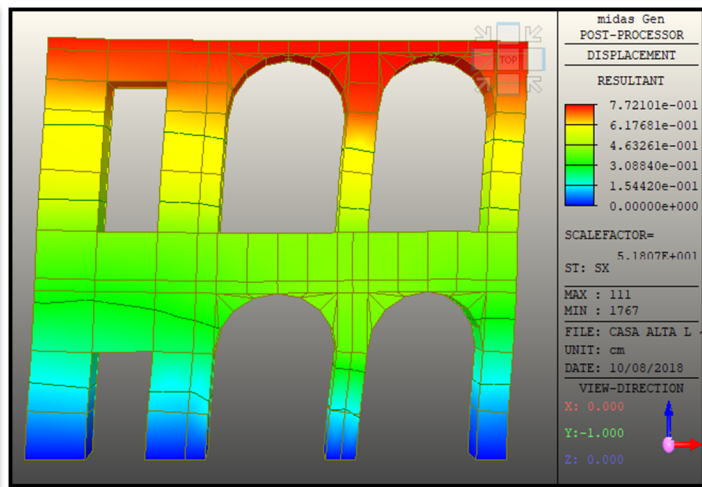 midas Gen
POST-PROCESSOR
DISPLACEMENT
RESULTANT
7.72101e-001
6.17681e-001
4.63261e-001
3.08840e-001
1.54420e-001
0.00000e+000
SCALEFACTOR=
5.1807E+001
ST: SX
MAX : 111
MIN : 1767
FILE: CASA ALTA L
UNIT: cm
DATE: 10/08/2018
VIEW-DIRECTION
X: 0.000
Y:-1.000
Z: 0.000
TOP